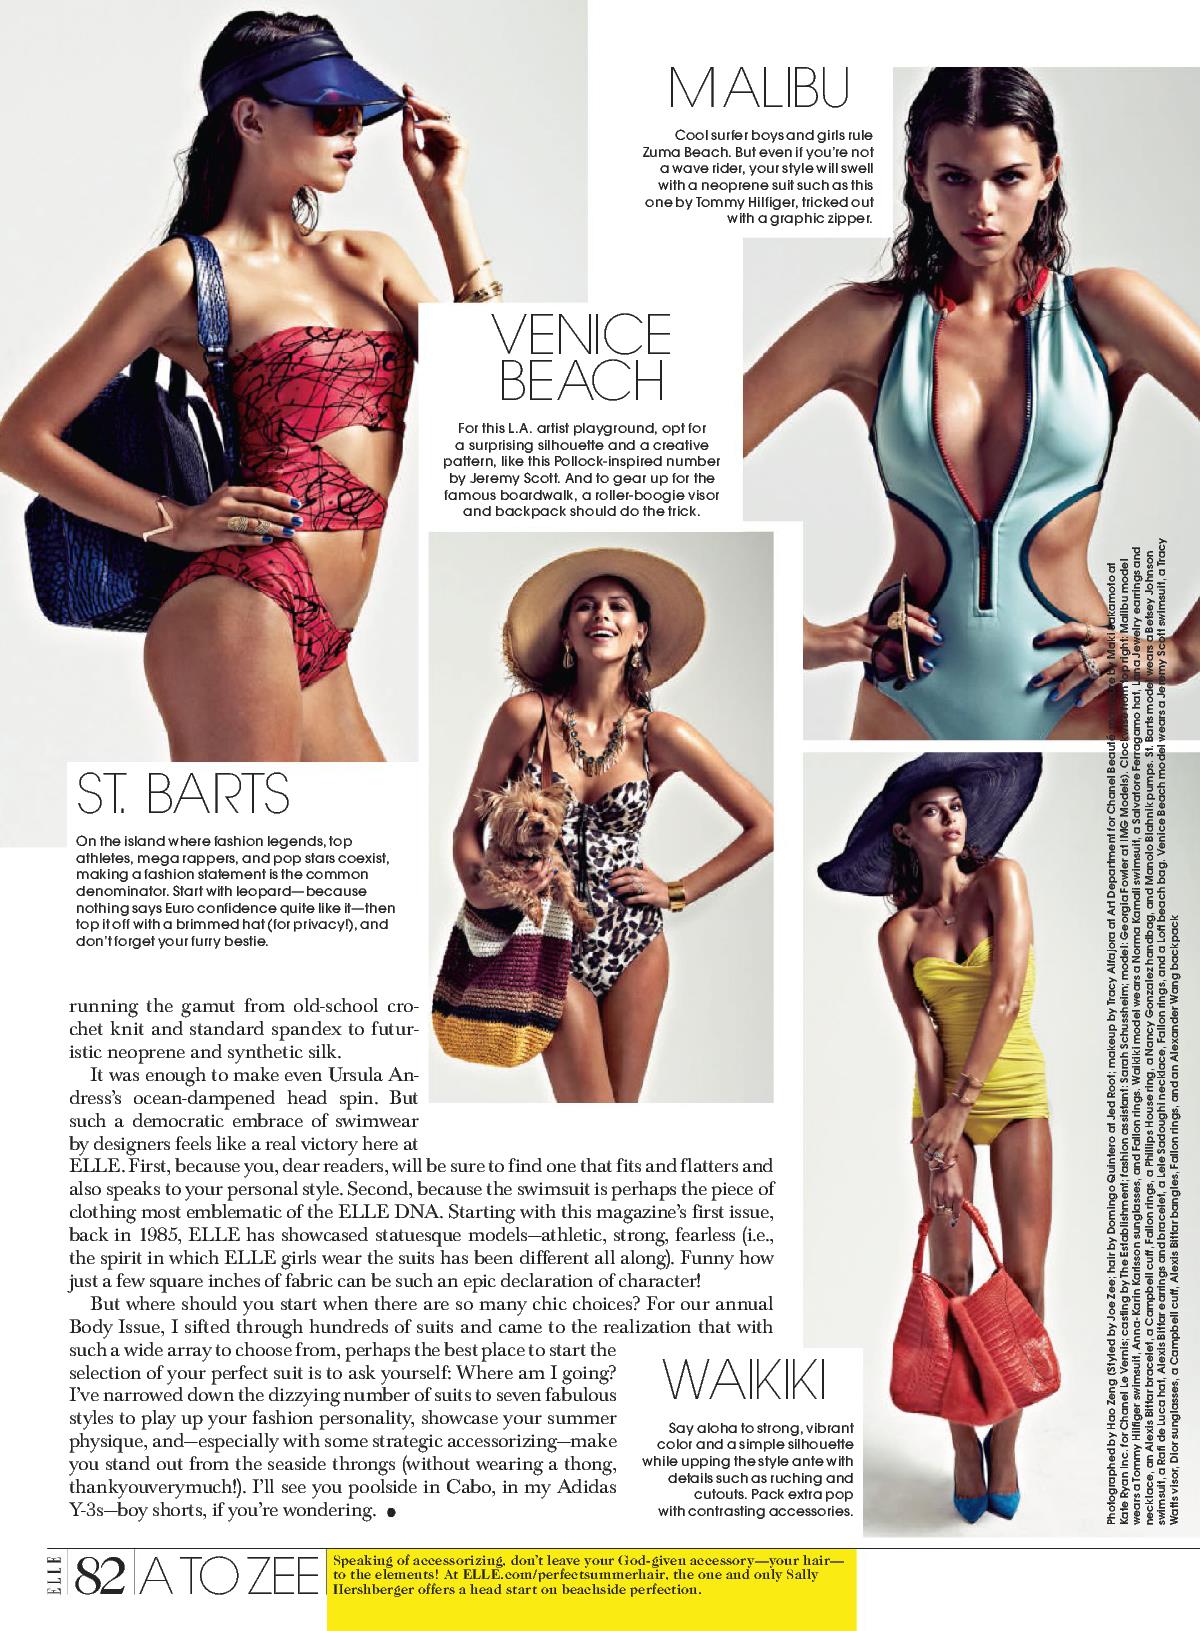 MALIBU
Cool surfer boys and girls rule
Zuma Beach. But even if you're not
a wave rider, your style will swell
with a neoprene suit such as this
one by Tommy Hilfiger, tricked out
with a graphic zipper.
VENICE
BEACH
For this L.A. artist playground, opt for
a surprising silhouette and a creative
pattern, like this Pollock-inspired number
by Jeremy Scott. And to gear up for the
famous boardwalk, a roller-boogie visor
and backpack should do the trick.
ST. BARTS
On the island where fashion legends, top
athletes, mega rappers, and pop stars coexist,
making a fashion statement is the common
denominator. Start with leopard—because
nothing says Euro confidence quite like it—then
top it off with a brimmed hat (for privacy!), and
don't forget your furry bestie.
running the gamut from old-school cro-
chet knit and standard spandex to futur-
istic neoprene and synthetic silk.
It was enough to make even Ursula An-
dress's ocean-dampened head spin. But
such a democratic embrace of swimwear
by designers feels like a real victory here at
ELLE. First, because you, dear readers, will be sure to find one that fits and flatters and
also speaks to your personal style. Second, because the swimsuit is perhaps the piece of
clothing most emblematic of the ELLE DNA. Starting with this magazine's first issue,
back in 1985, ELLE has showcased statuesque models—athletic, strong, fearless (i.e.,
the spirit in which ELLE girls wear the suits has been different all along). Funny how
just a few square inches of fabric can be such an epic declaration of character!
But where should you start when there are so many chic choices? For our annual
Body Issue, I sifted through hundreds of suits and came to the realization that with
such a wide array to choose from, perhaps the best place to start the
selection of your perfect suit is to ask yourself: Where am I going?
I've narrowed down the dizzying number of suits to seven fabulous
styles to play up your fashion personality, showcase your summer
physique, and—especially with some strategic accessorizing—make
you stand out from the seaside throngs (without wearing a thong,
thankyouverymuch!). I'll see you poolside in Cabo, in my Adidas
Y-3s—boy shorts, if you're wondering. ●
WAIKIKI
Say aloha to strong, vibrant
color and a simple silhouette
while upping the style ante with
details such as ruching and
cutouts. Pack extra pop
with contrasting accessories.
Photographed by Hao Zeng (Styled by Joe Zee; hair by Domingo Quintero at Jed Root; makeup by Tracy Alfajora at Art Department for Chanel Beauté; by Maki Sakamoto at
Kate Ryan Inc. for Chanel Le Vernis; casting by The Establishment; fashion assistant: Sarah Schussheim; model: Georgia Fowler at IMG Models). Clockwise from top right: Malibu model
wears a Tommy Hilfiger swimsuit, Anna-Karin Karlsson sunglasses, and Fallon rings. Waikiki model wears a Norma Kamali swimsuit, a Salvatore Ferragamo hat, Lana Jewelry earrings and
necklace, an Alexis Bittar bracelet, a Campbell cuff, Fallon rings, a Phillips House ring, a Nancy Gonzalez handbag, and Manolo Blahnik pumps. St. Barts model wears a Betsey Johnson
swimsuit, a Rafi de Luca hat, Alexis Bittar earrings and bracelet, a Lele Sadoughi necklace, Fallon rings, and a Loft beach bag. Venice Beach model wears a Jeremy Scott swimsuit, a Tracy
Watts visor, Dior sunglasses, a Campbell cuff, Alexis Bittar bangles, Fallon rings, and an Alexander Wang backpack
ELLE 82 A TO ZEE
Speaking of accessorizing, don't leave your God-given accessory—your hair—
to the elements! At ELLE.com/perfectsummerhair, the one and only Sally
Hershberger offers a head start on beachside perfection.